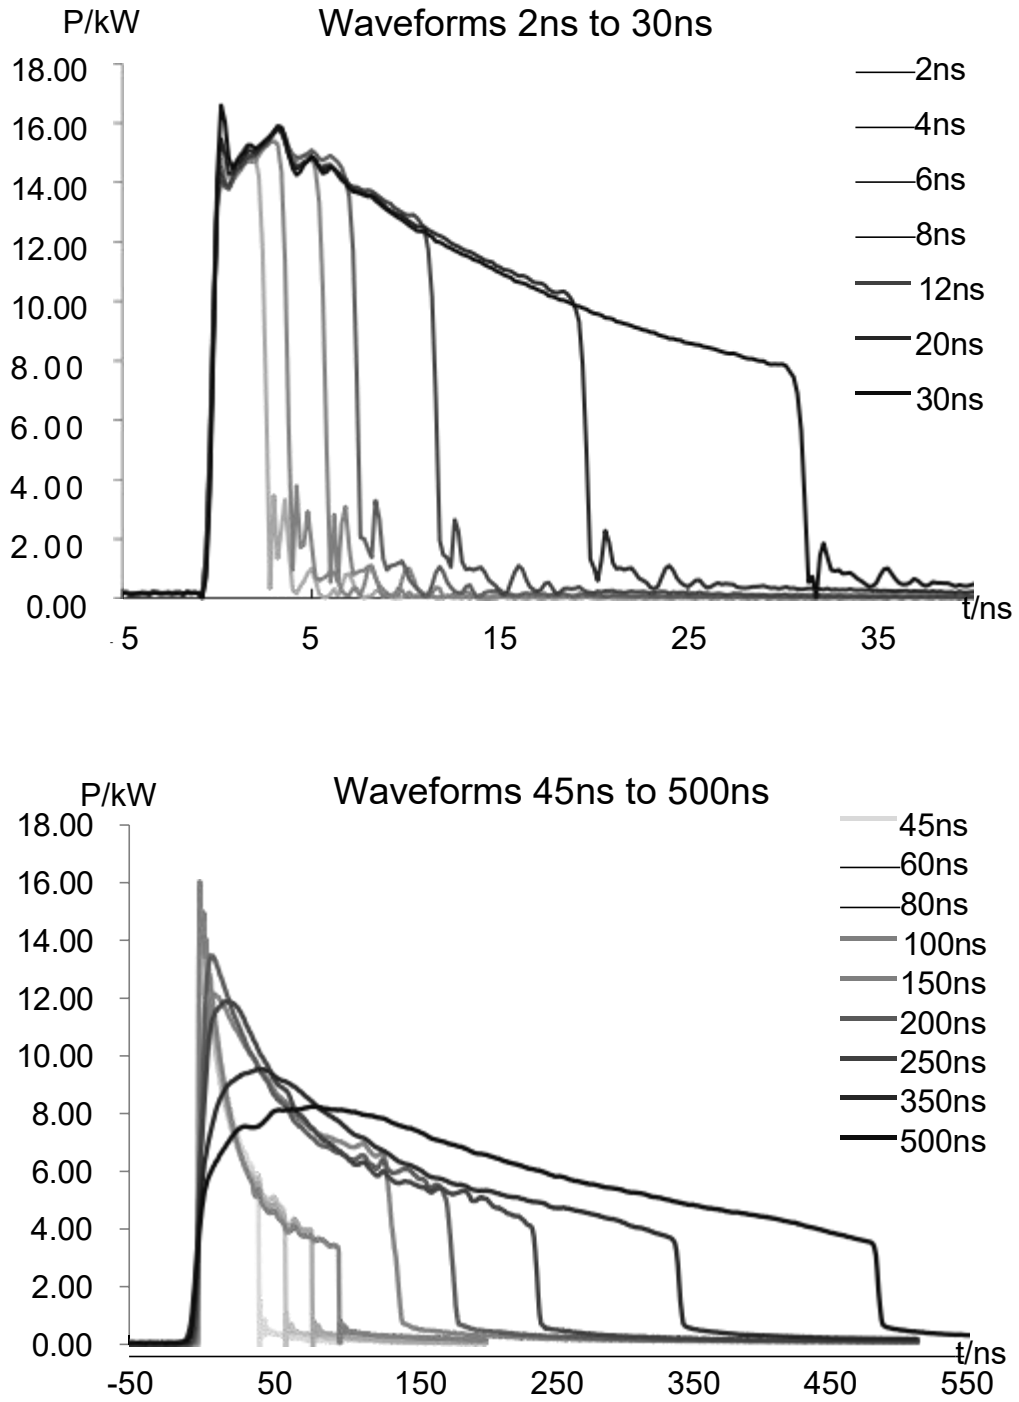 P/kW
Waveforms 2ns to 30ns
18.00
16.00
14.00
12.00
10.00
8.00
6.00
4.00
2.00
0.00
2ns
4ns
6ns
8ns
12ns
20ns
30ns
t/ns
-5 5 15 25 35
P/kW
Waveforms 45ns to 500ns
18.00
16.00
14.00
12.00
10.00
8.00
6.00
4.00
2.00
0.00
45ns
60ns
80ns
100ns
150ns
200ns
250ns
350ns
500ns
t/ns
-50 50 150 250 350 450 550